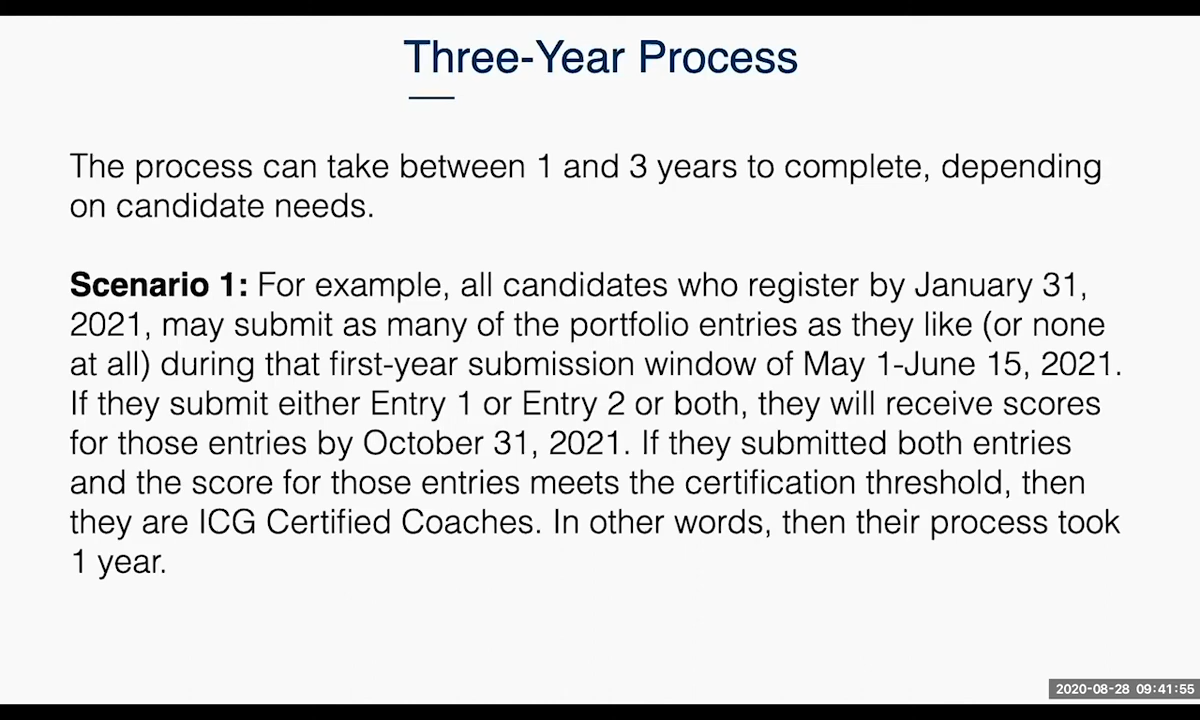 Three-Year Process
The process can take between 1 and 3 years to complete, depending
on candidate needs.
Scenario 1: For example, all candidates who register by January 31,
2021, may submit as many of the portfolio entries as they like (or none
at all) during that first-year submission window of May 1-June 15, 2021.
If they submit either Entry 1 or Entry 2 or both, they will receive scores
for those entries by October 31, 2021. If they submitted both entries
and the score for those entries meets the certification threshold, then
they are ICG Certified Coaches. In other words, then their process took
1 year.
2020-08-28 09:41:55